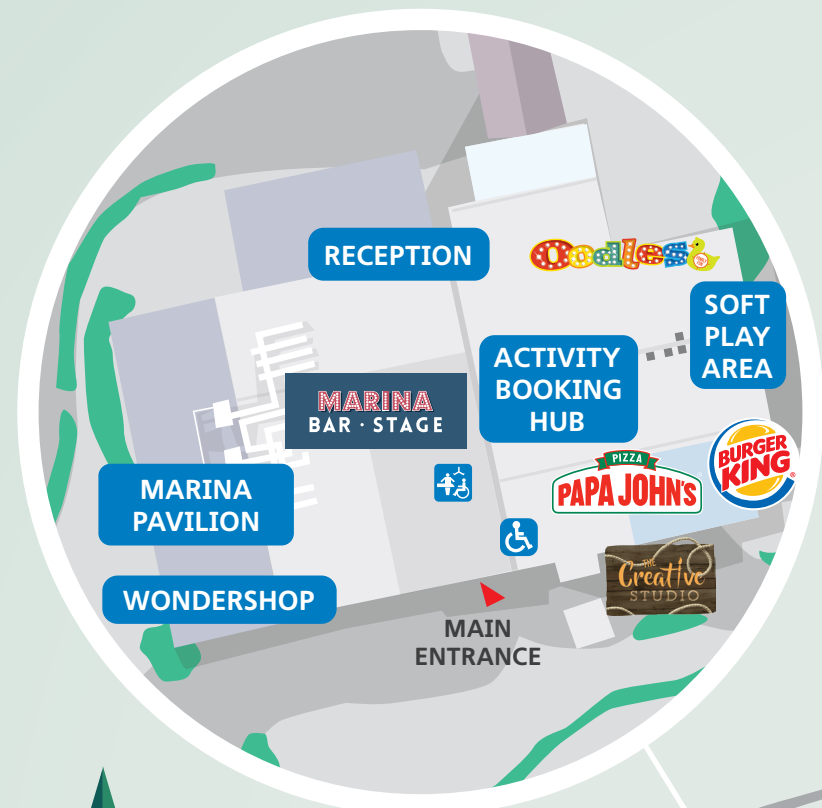 RECEPTION
Oodles
SOFT
PLAY
AREA
ACTIVITY
BOOKING
HUB
MARINA
BAR · STAGE
BURGER
KING
®
PIZZA
PAPA JOHN'S
MARINA
PAVILION
THE
Creative
STUDIO
WONDERSHOP
MAIN
ENTRANCE